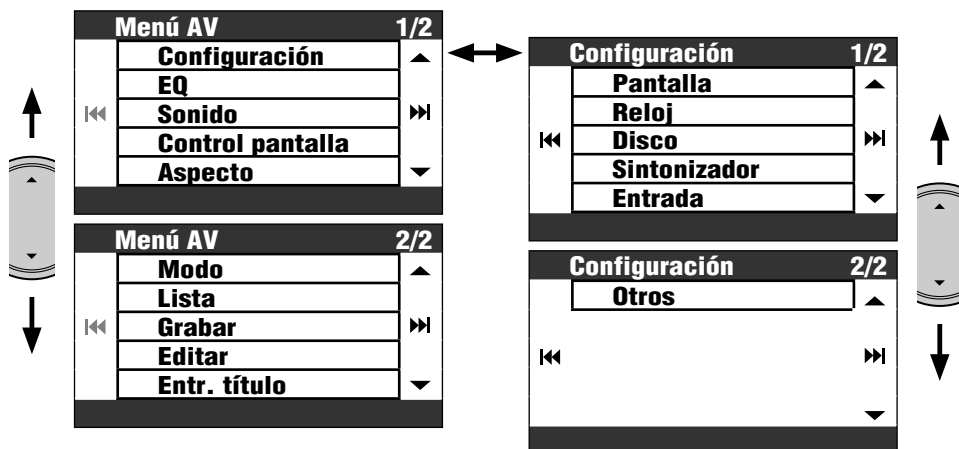 Menú AV 1/2
Configuración
EQ
Sonido
Control pantalla
Aspecto
Menú AV 2/2
Modo
Lista
Grabar
Editar
Entr. título
Configuración 1/2
Pantalla
Reloj
Disco
Sintonizador
Entrada
Configuración 2/2
Otros